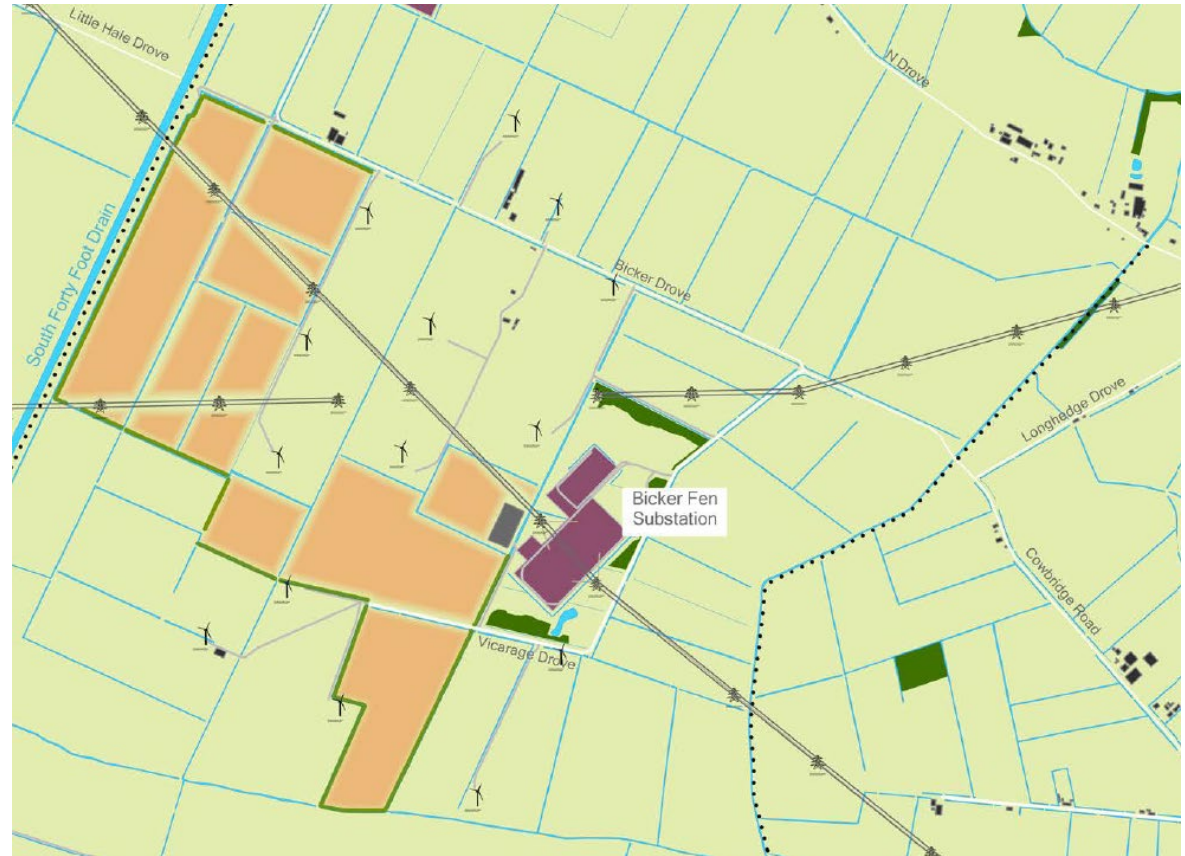 Little Hale Drove
N Drove
South Forty Foot Drain
Bicker Drove
Longhedge Drove
Bicker Fen
Substation
Cowbridge Road
Vicarage Drove